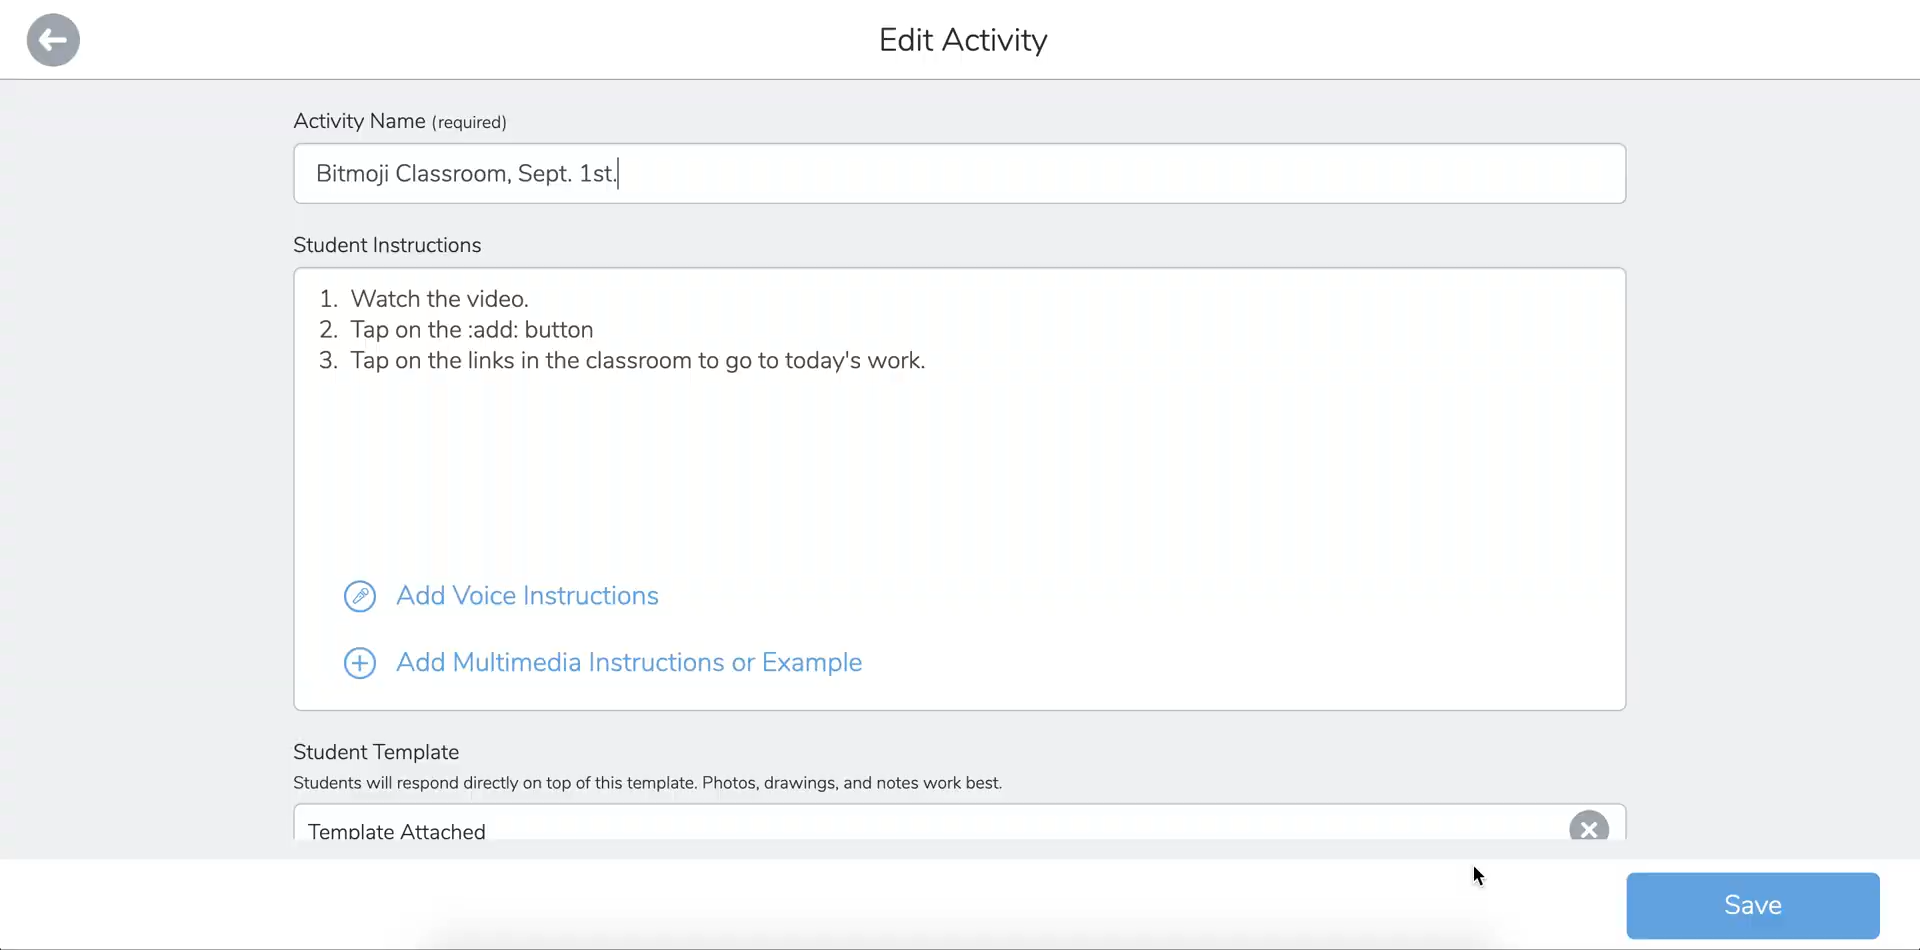 Edit Activity
Activity Name (required)
Bitmoji Classroom, Sept. 1st.
Student Instructions
1. Watch the video.
2. Tap on the :add: button
3. Tap on the links in the classroom to go to today's work.
Add Voice Instructions
Add Multimedia Instructions or Example
Student Template
Students will respond directly on top of this template. Photos, drawings, and notes work best.
Template Attached
Save